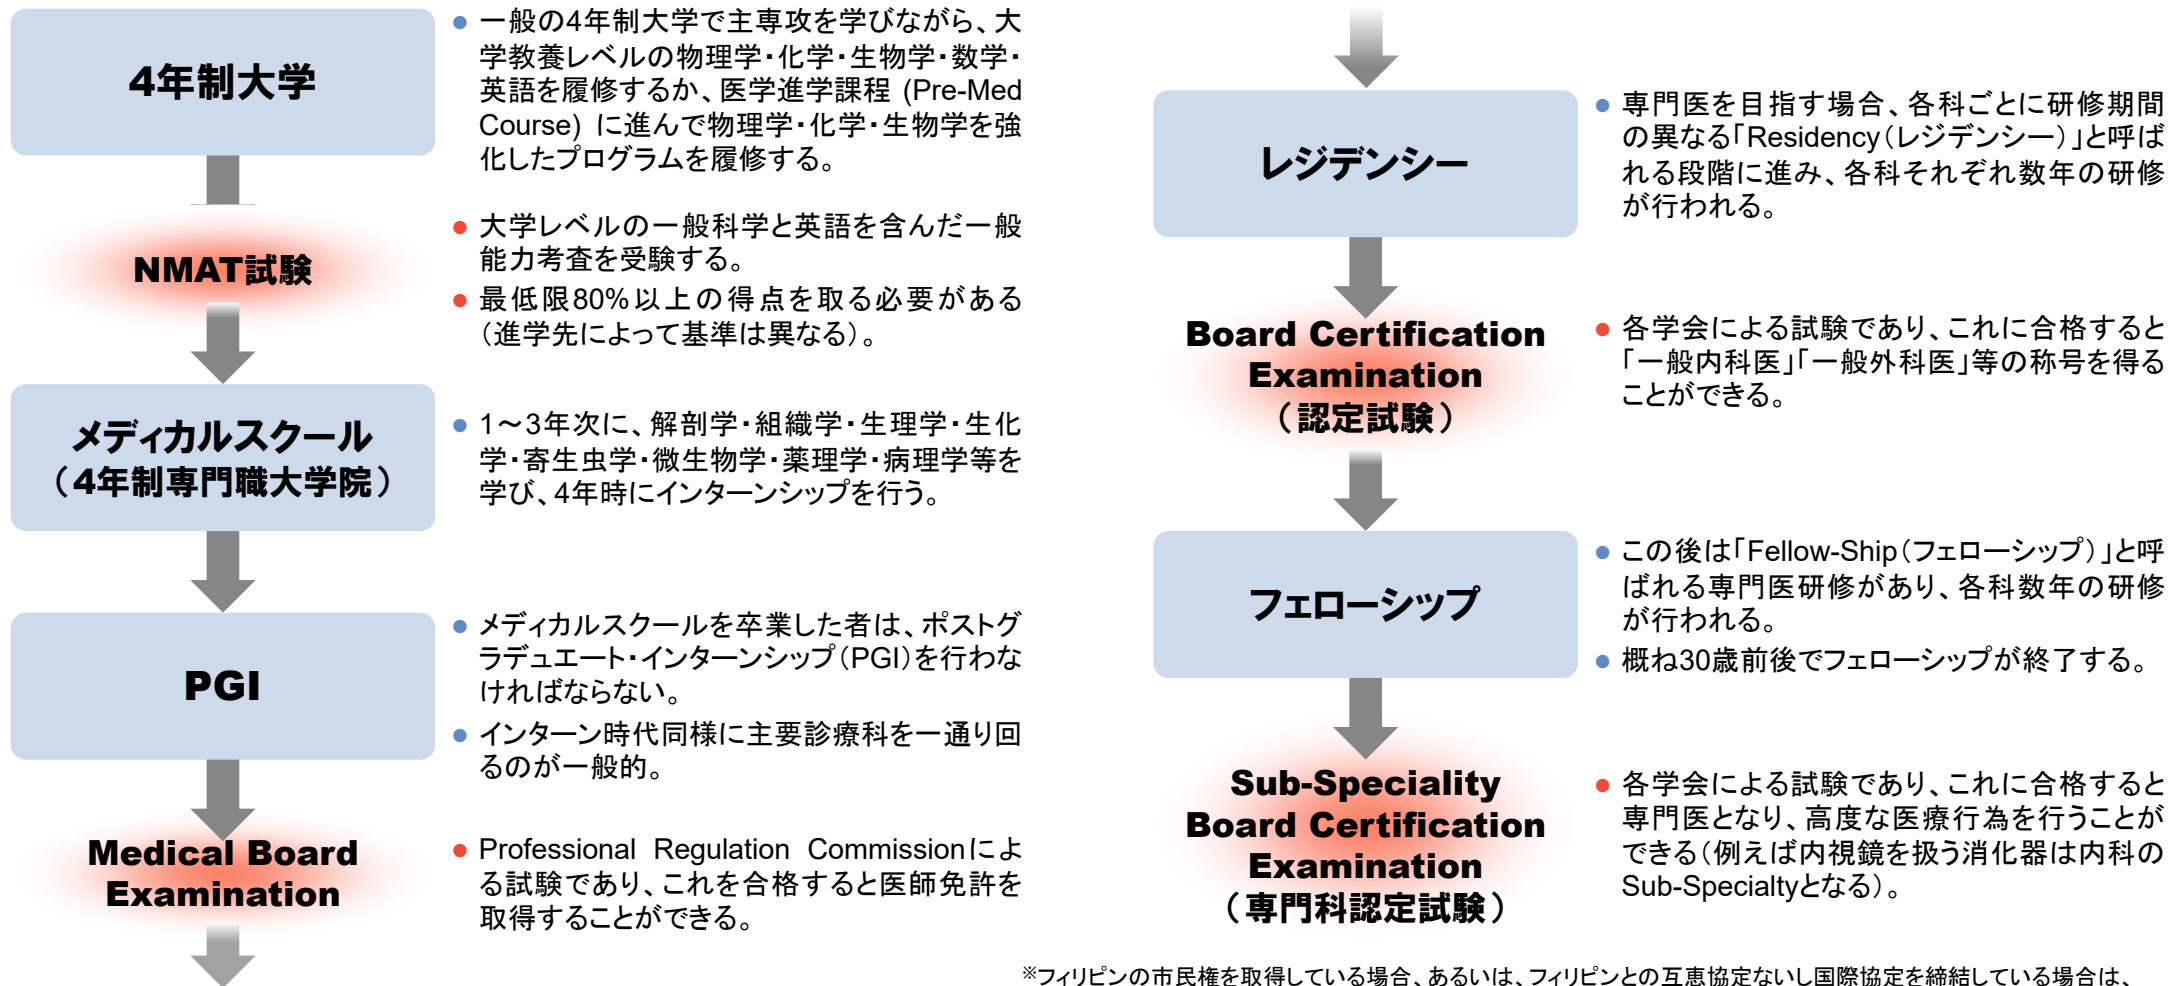 4年制大学
● 一般の4年制大学で主専攻を学びながら、大
学教養レベルの物理学・化学・生物学・数学・
英語を履修するか、医学進学課程 (Pre-Med
Course) に進んで物理学・化学・生物学を強
化したプログラムを履修する。
NMAT試験
● 大学レベルの一般科学と英語を含んだ一般
能力考査を受験する。
● 最低限80%以上の得点を取る必要がある
（進学先によって基準は異なる）。
メディカルスクール
（4年制専門職大学院）
● 1～3年次に、解剖学・組織学・生理学・生化
学・寄生虫学・微生物学・薬理学・病理学等を
学び、4年時にインターンシップを行う。
PGI
● メディカルスクールを卒業した者は、ポストグ
ラデュエート・インターンシップ（PGI）を行わな
ければならない。
● インターン時代同様に主要診療科を一通り回
るのが一般的。
Medical Board
Examination
● Professional Regulation Commissionによ
る試験であり、これを合格すると医師免許を
取得することができる。
レジデンシー
● 専門医を目指す場合、各科ごとに研修期間
の異なる「Residency（レジデンシー）」と呼ば
れる段階に進み、各科それぞれ数年の研修
が行われる。
Board Certification
Examination
（認定試験）
● 各学会による試験であり、これに合格すると
「一般内科医」「一般外科医」等の称号を得る
ことができる。
フェローシップ
● この後は「Fellow-Ship（フェローシップ）」と呼
ばれる専門医研修があり、各科数年の研修
が行われる。
● 概ね30歳前後でフェローシップが終了する。
Sub-Speciality
Board Certification
Examination
（専門科認定試験）
● 各学会による試験であり、これに合格すると
専門医となり、高度な医療行為を行うことが
できる（例えば内視鏡を扱う消化器は内科の
Sub-Specialtyとなる）。
※フィリピンの市民権を取得している場合、あるいは、フィリピンとの互恵協定ないし国際協定を締結している場合は、